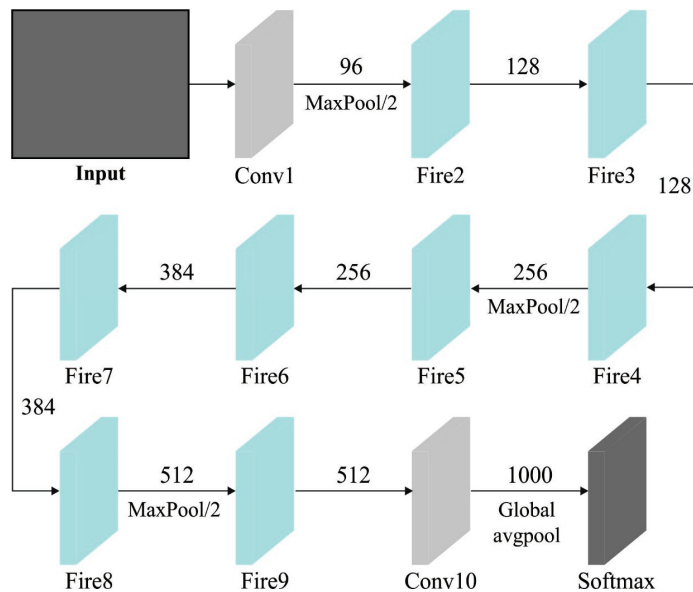 96
128
MaxPool/2
Input
Conv1
Fire2
Fire3
128
384
256
256
MaxPool/2
Fire7
Fire6
Fire5
Fire4
384
512
512
1000
MaxPool/2
Global
avgpool
Fire8
Fire9
Conv10
Softmax